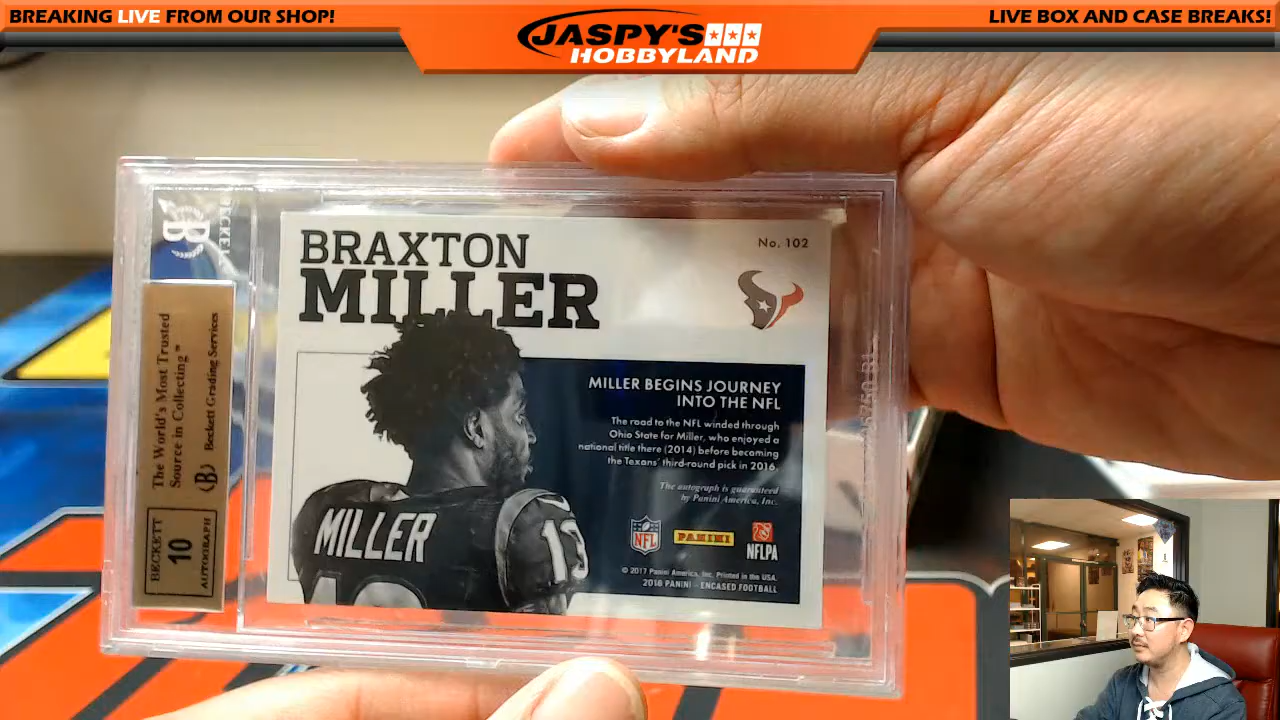 BREAKING LIVE FROM OUR SHOP!
JASPY'S
HOBBYLAND
LIVE BOX AND CASE BREAKS!
BRAXTON
MILLER
No. 102
MILLER BEGINS JOURNEY
INTO THE NFL
The road to the NFL winded through
Ohio State for Miller, who enjoyed a
national title there (2014) before becoming
the Texans' third-round pick in 2016.
The autograph is guaranteed
by Panini America, Inc.
MILLER
13
NFL
PANINI
NFLPA
© 2017 Panini America, Inc. Printed in the USA.
2016 PANINI – ENCASED FOOTBALL
B
The World's Most Trusted
Source in Collecting™
B Beckett Grading Services
BECKETT
10
AUTOGRAPH